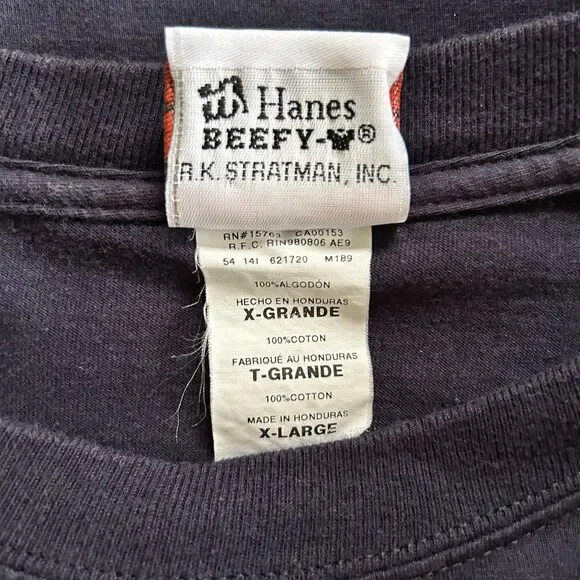 Hanes
BEEFY-T®
R.K. STRATMAN, INC.
RN#15763 CA00153
R.F.C. RIN980806 AE9
54 14I 621720 M189
100%ALGODÓN
HECHO EN HONDURAS
X-GRANDE
100%COTON
FABRIQUÉ AU HONDURAS
T-GRANDE
100%COTTON
MADE IN HONDURAS
X-LARGE